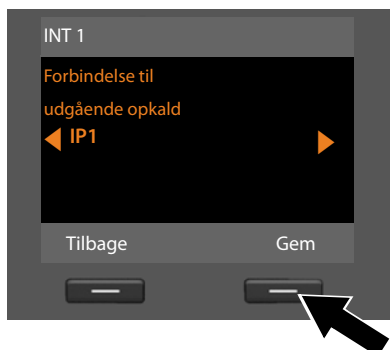 INT 1
Forbindelse til
udgående opkald
IP1
Tilbage Gem